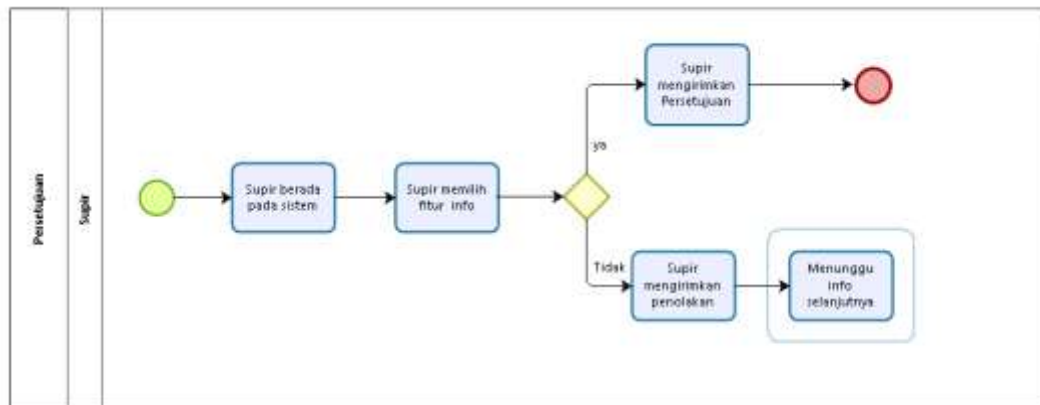 Persetujuan
Supir
Supir berada
pada sistem
Supir memilih
fitur info
ya
Supir
mengirimkan
Persetujuan
Tidak
Supir
mengirimkan
penolakan
Menunggu
info
selanjutnya